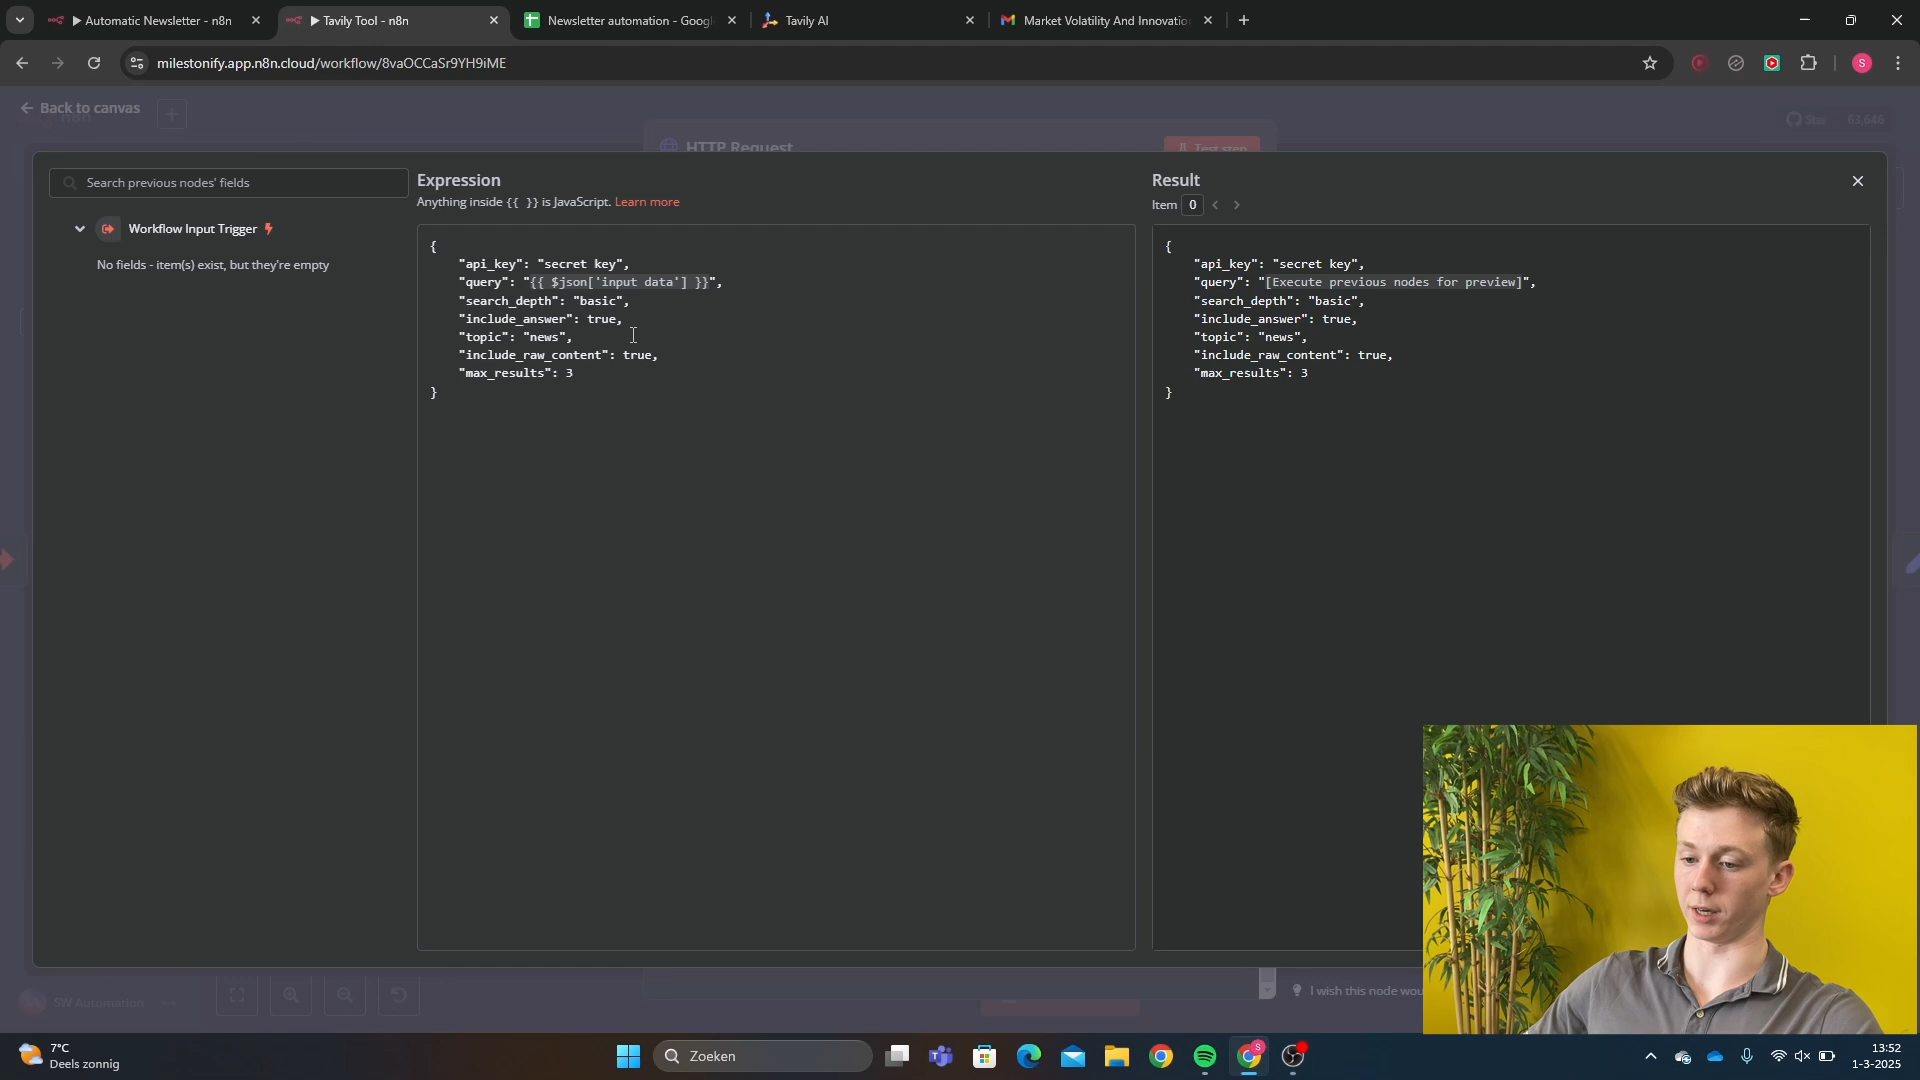 ▶ Automatic Newsletter - n8n
▶ Tavily Tool - n8n
Newsletter automation - Googl
Tavily AI
Market Volatility And Innovatio
milestonify.app.n8n.cloud/workflow/8vaOCCaSr9YH9iME
S
Back to canvas
n8n
Star 63,646
HTTP Request
Test step
Search previous nodes' fields
Workflow Input Trigger
No fields - item(s) exist, but they're empty
Expression
Anything inside {{ }} is JavaScript. Learn more
{
"api_key": "secret key",
"query": "{{ $json['input data'] }}",
"search_depth": "basic",
"include_answer": true,
"topic": "news",
"include_raw_content": true,
"max_results": 3
}
Result
Item 0
{
"api_key": "secret key",
"query": "[Execute previous nodes for preview]",
"search_depth": "basic",
"include_answer": true,
"topic": "news",
"include_raw_content": true,
"max_results": 3
}
SW Automation
I wish this node wou
7°C
Deels zonnig
Zoeken
S
13:52
1-3-2025